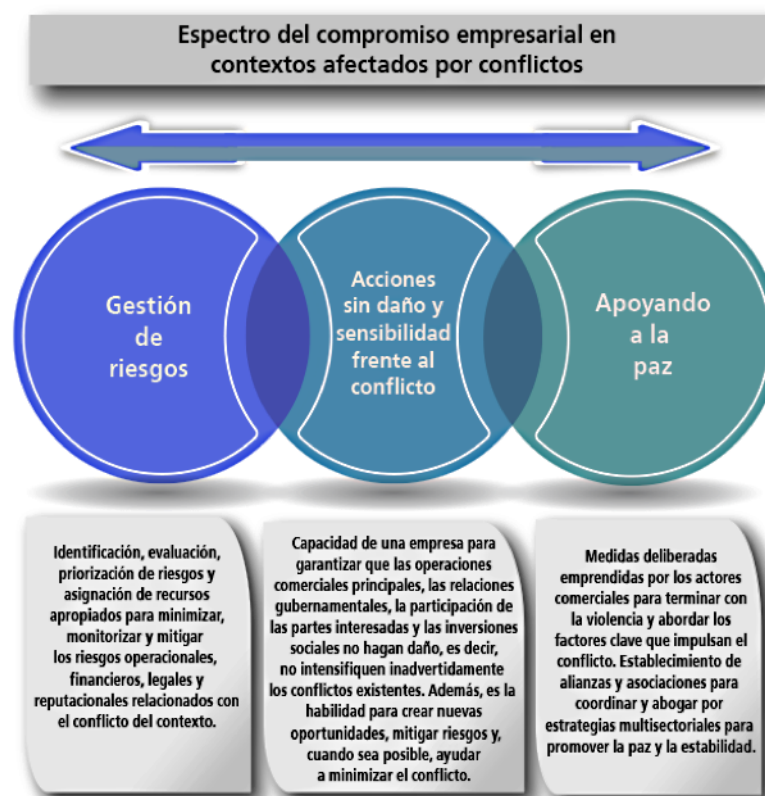 Espectro del compromiso empresarial en
contextos afectados por conflictos
Gestión
de
riesgos
Acciones
sin daño y
sensibilidad
frente al
conflicto
Apoyando
a la
paz
Identificación, evaluación,
priorización de riesgos y
asignación de recursos
apropiados para minimizar,
monitorizar y mitigar
los riesgos operacionales,
financieros, legales y
reputacionales relacionados con
el conflicto del contexto.
Capacidad de una empresa para
garantizar que las operaciones
comerciales principales, las relaciones
gubernamentales, la participación de
las partes interesadas y las inversiones
sociales no hagan daño, es decir,
no intensifiquen inadvertidamente
los conflictos existentes. Además, es la
habilidad para crear nuevas
oportunidades, mitigar riesgos y,
cuando sea posible, ayudar
a minimizar el conflicto.
Medidas deliberadas
emprendidas por los actores
comerciales para terminar con
la violencia y abordar los
factores clave que impulsan el
conflicto. Establecimiento de
alianzas y asociaciones para
coordinar y abogar por
estrategias multisectoriales para
promover la paz y la estabilidad.